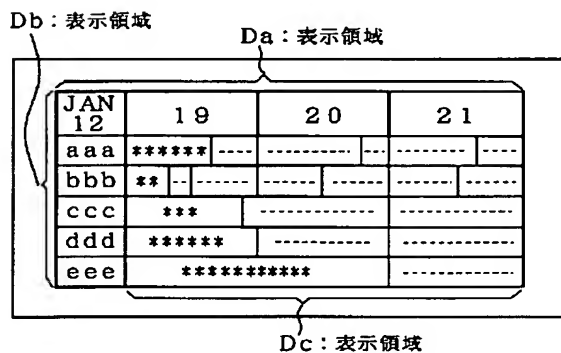 Db：表示領域
Da：表示領域
JAN 12 19 20 21
aaa ****** ----- ------------ --- --------- -----
bbb ** -- -------- -------- -------- -------- -------
ccc *** --------------- --------------
ddd ****** ------------ --------------
eee *********** --------------
Dc：表示領域